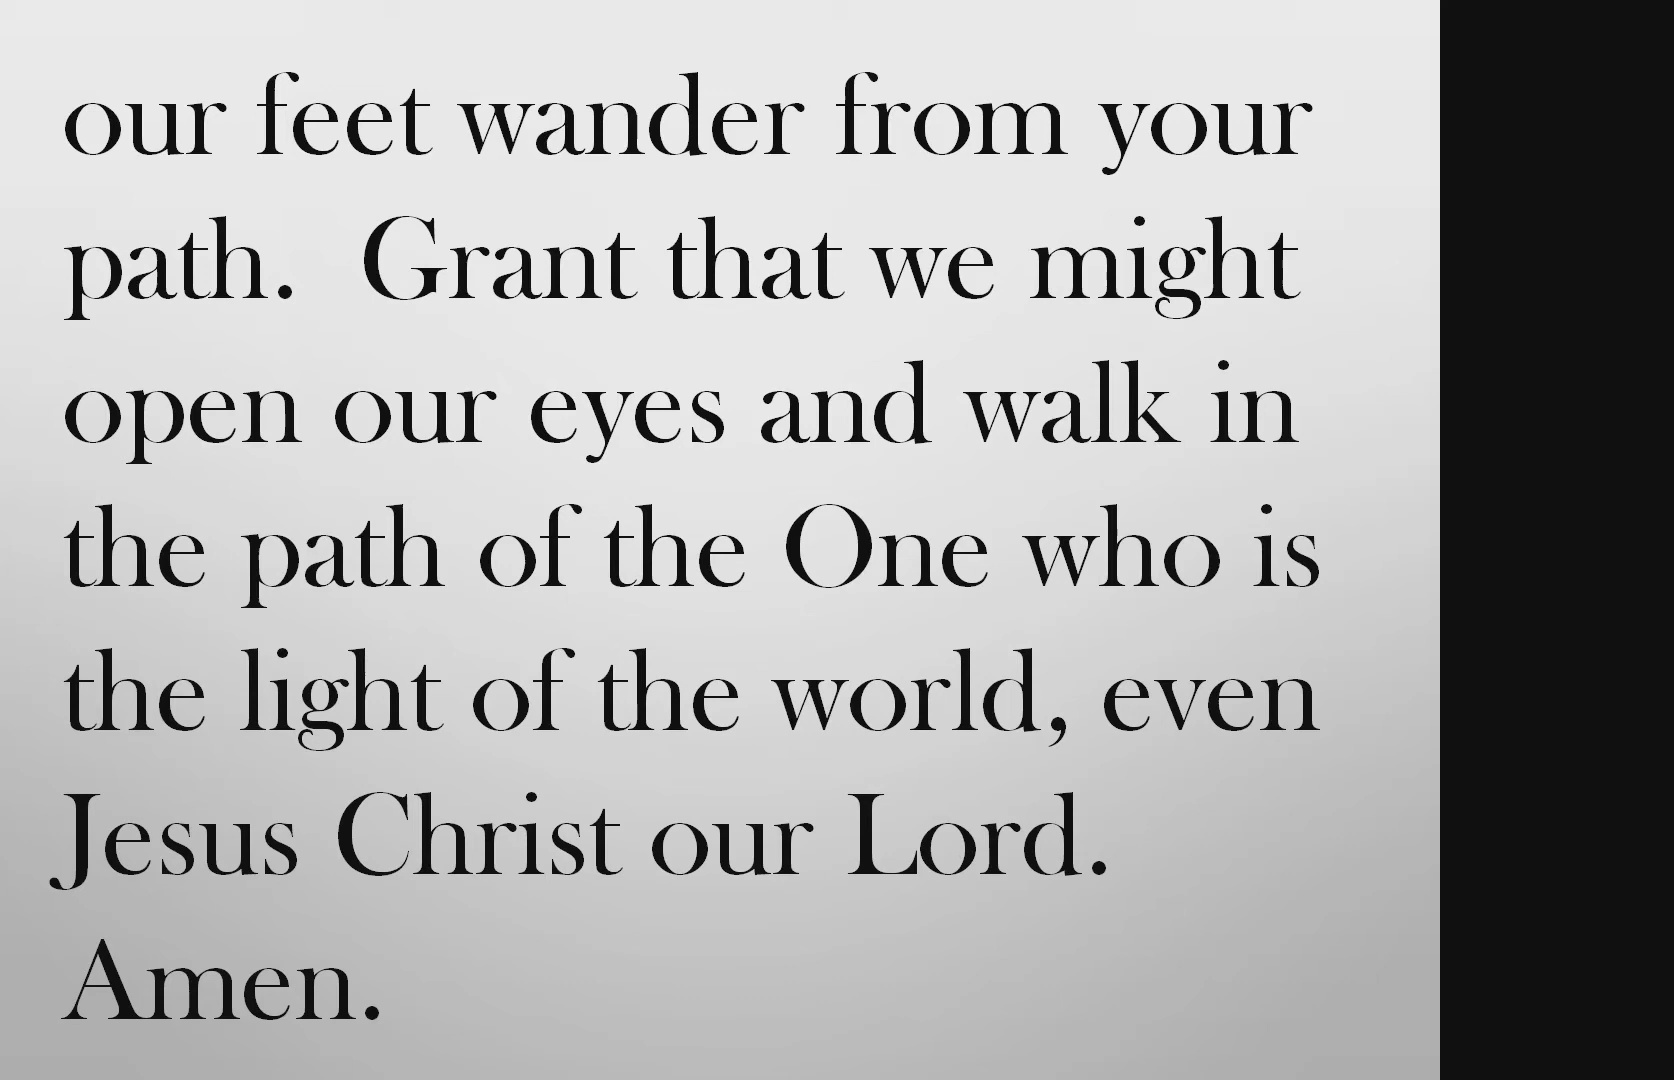 our feet wander from your
path.  Grant that we might
open our eyes and walk in
the path of the One who is
the light of the world, even
Jesus Christ our Lord.
Amen.